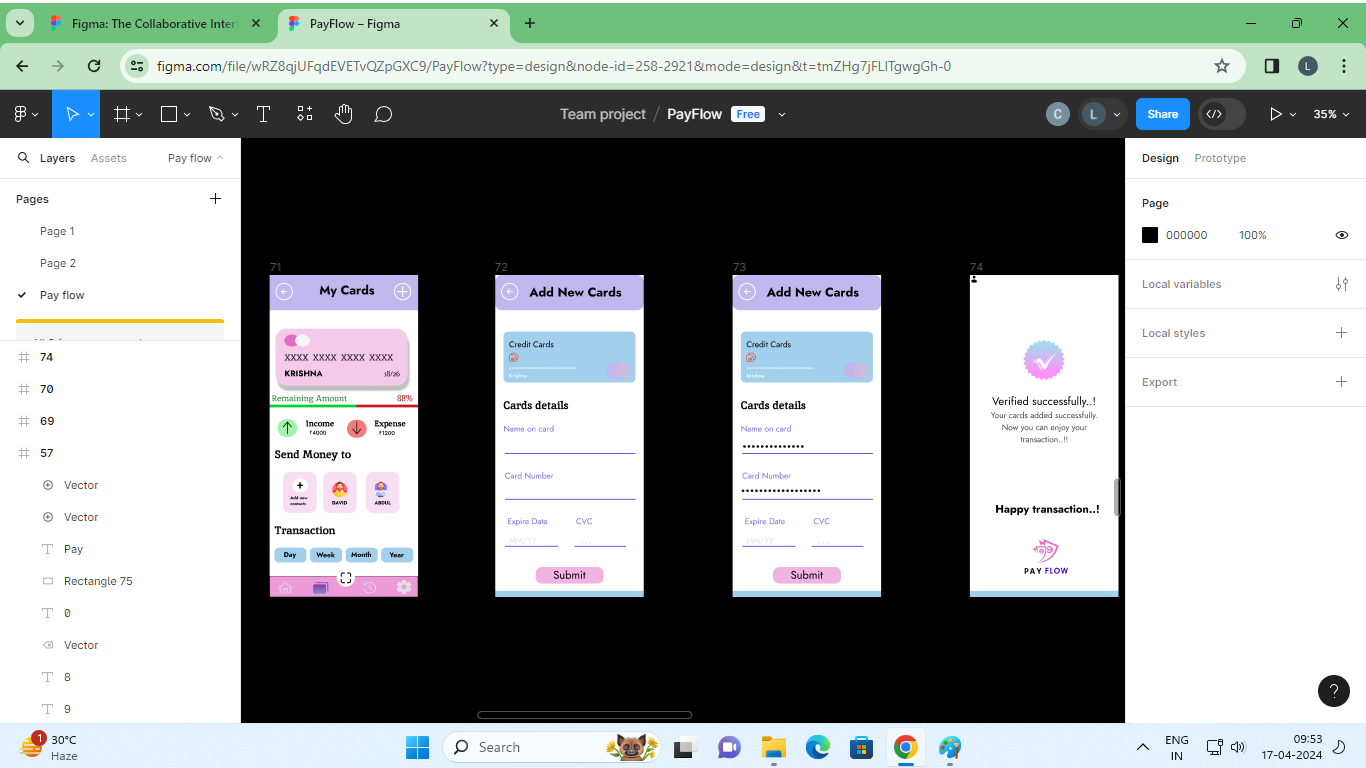 Figma: The Collaborative Inter
PayFlow – Figma
figma.com/file/wRZ8qjUFqdEVETvQZpGXC9/PayFlow?type=design&node-id=258-2921&mode=design&t=tmZHg7jFLITgwgGh-0
L
Team project / PayFlow Free
C L Share 35%
Layers Assets Pay flow
Pages
Page 1
Page 2
Pay flow
74
70
69
57
Vector
Vector
Pay
Rectangle 75
0
Vector
8
9
71
My Cards
XXXX XXXX XXXX XXXX
KRISHNA 18/26
Remaining Amount 88%
Income
₹4000
Expense
₹1200
Send Money to
Add new
contacts
DAVID
ABDUL
Transaction
Day Week Month Year
72
Add New Cards
Credit Cards
Krishna
Cards details
Name on card
Card Number
Expire Date CVC
MM/YY
Submit
73
Add New Cards
Credit Cards
Krishna
Cards details
Name on card
Card Number
Expire Date CVC
MM/YY
Submit
74
Verified successfully..!
Your cards added successfully.
Now you can enjoy your
transaction..!!
Happy transaction..!
PAY FLOW
Design Prototype
Page
000000 100%
Local variables
Local styles
Export
?
1
30°C
Haze
Search
ENG
IN
09:53
17-04-2024